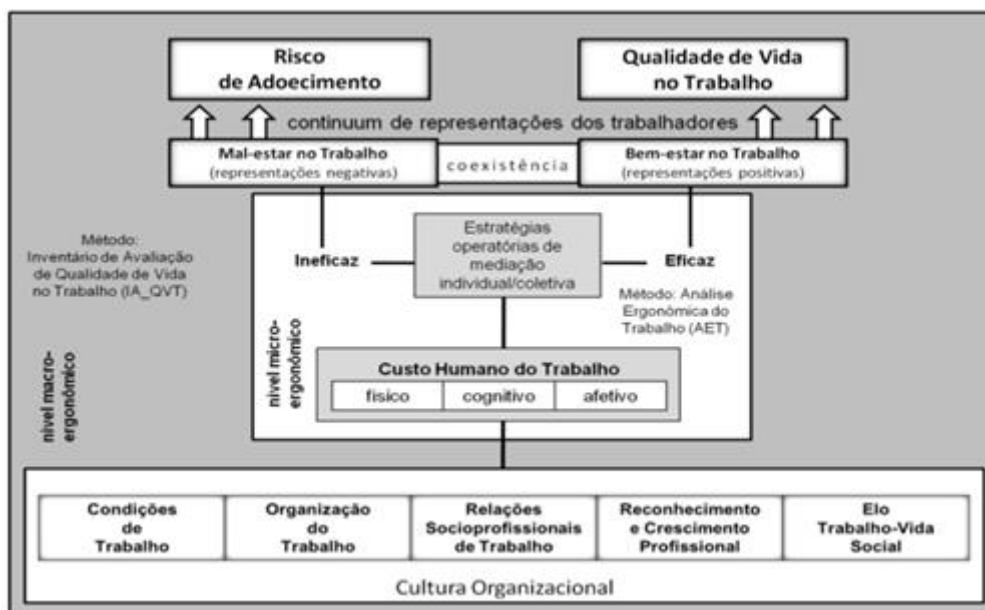 Risco
de Adoecimento
Qualidade de Vida
no Trabalho
continuum de representações dos trabalhadores
Mal-estar no Trabalho
(representações negativas)
coexistência
Bem-estar no Trabalho
(representações positivas)
Método:
Inventário de Avaliação
de Qualidade de Vida
no Trabalho (IA_QVT)
Ineficaz
Estratégias
operatórias de
mediação
individual/coletiva
Eficaz
Método: Análise
Ergonômica do
Trabalho (AET)
nível macro-
ergonômico
nível micro-
ergonômico
Custo Humano do Trabalho
físico
cognitivo
afetivo
Condições
de
Trabalho
Organização
do
Trabalho
Relações
Socioprofissionais
de Trabalho
Reconhecimento
e Crescimento
Profissional
Elo
Trabalho-Vida
Social
Cultura Organizacional